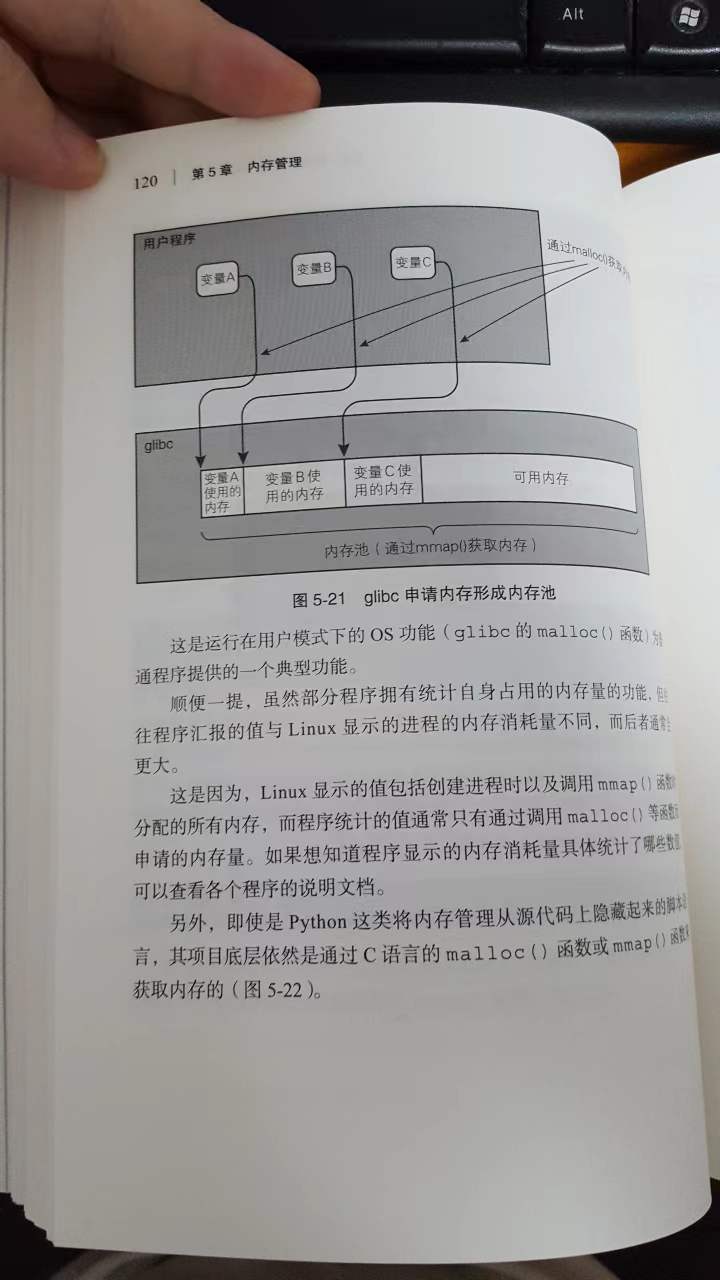 Alt
120 | 第5章 内存管理
用户程序
变量A
变量B
变量C
通过malloc()获取
glibc
变量A
使用的
内存
变量B使
用的内存
变量C使
用的内存
可用内存
内存池（通过mmap()获取内存）
图 5-21 glibc 申请内存形成内存池
这是运行在用户模式下的 OS 功能（glibc 的 malloc() 函数）为
通程序提供的一个典型功能。
顺便一提，虽然部分程序拥有统计自身占用的内存量的功能，但
往程序汇报的值与 Linux 显示的进程的内存消耗量不同，而后者通常会
更大。
这是因为，Linux 显示的值包括创建进程时以及调用 mmap() 函数时
分配的所有内存，而程序统计的值通常只有通过调用 malloc() 等函数
申请的内存量。如果想知道程序显示的内存消耗量具体统计了哪些数
可以查看各个程序的说明文档。
另外，即使是 Python 这类将内存管理从源代码上隐藏起来的脚本
言，其项目底层依然是通过 C 语言的 malloc() 函数或 mmap() 函数
获取内存的（图 5-22）。